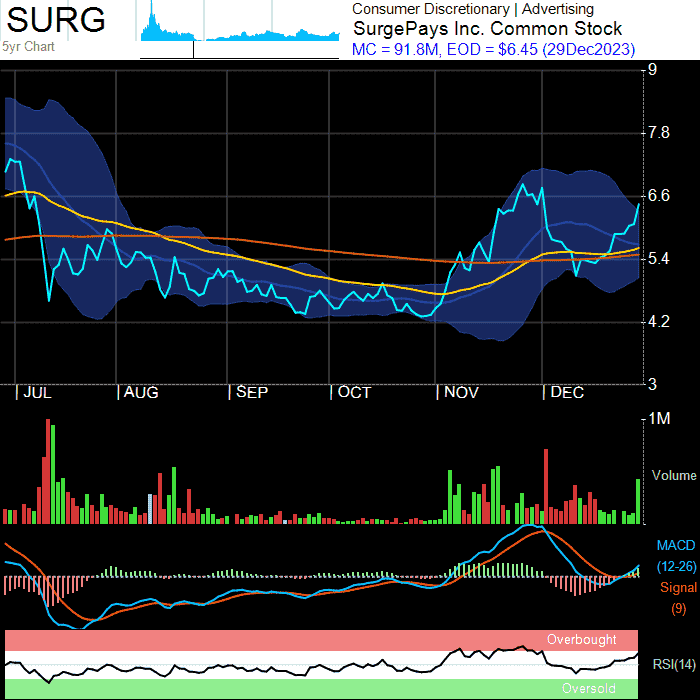 SURG
5yr Chart
Consumer Discretionary | Advertising
SurgePays Inc. Common Stock
MC = 91.8M, EOD = $6.45 (29Dec2023)
9
7.8
6.6
5.4
4.2
3
JUL AUG SEP OCT NOV DEC
1M
Volume
MACD
(12-26)
Signal
(9)
Overbought
RSI(14)
Oversold